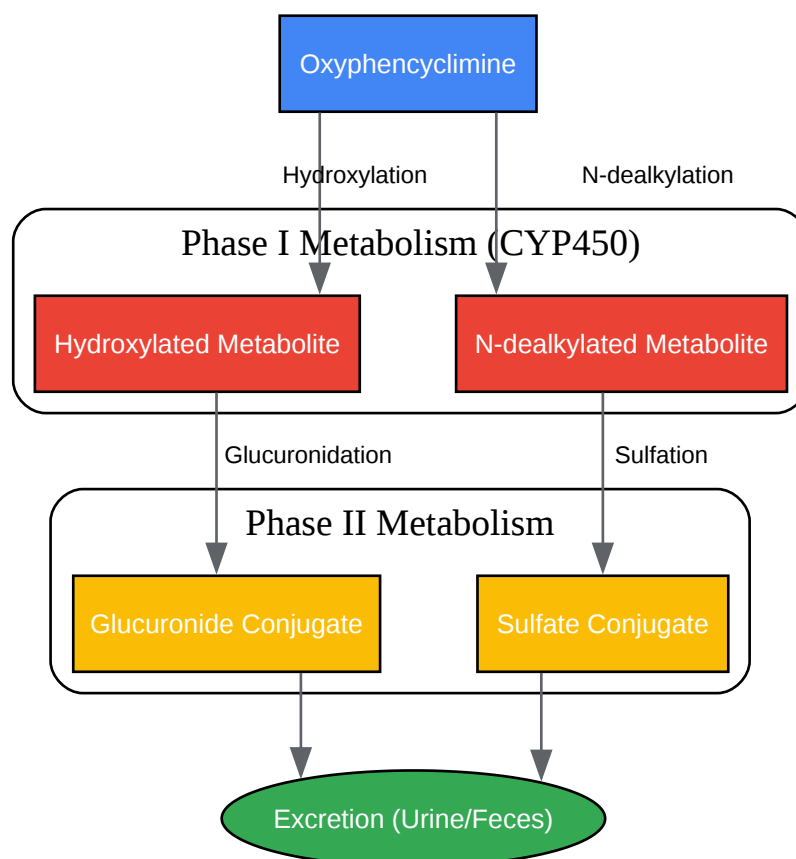 Oxyphencyclimine
Hydroxylation
N-dealkylation
Phase I Metabolism (CYP450)
Hydroxylated Metabolite
N-dealkylated Metabolite
Glucuronidation
Sulfation
Phase II Metabolism
Glucuronide Conjugate
Sulfate Conjugate
Excretion (Urine/Feces)